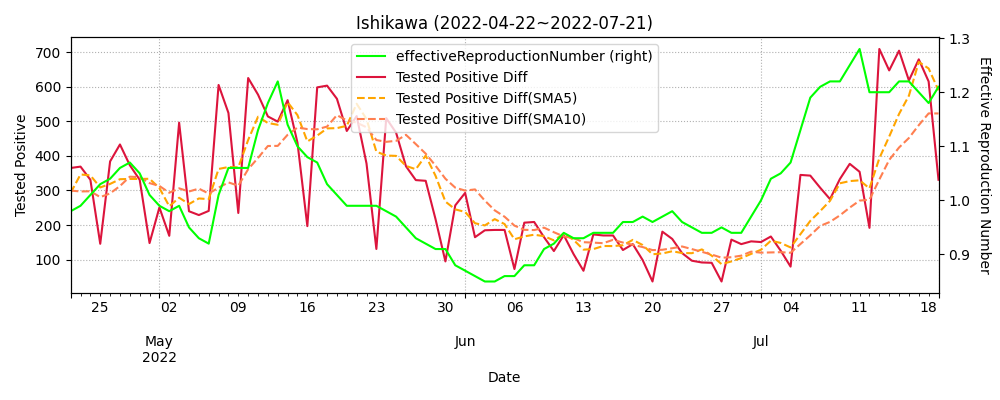 Ishikawa (2022-04-22~2022-07-21)
effectiveReproductionNumber (right)
Tested Positive Diff
Tested Positive Diff(SMA5)
Tested Positive Diff(SMA10)
Tested Positive
700
600
500
400
300
200
100
1.3
1.2
1.1
1.0
0.9
Effective Reproduction Number
25 02 09 16 23 06 13 20 27 04 11 18
May Jun Jul
2022
Date